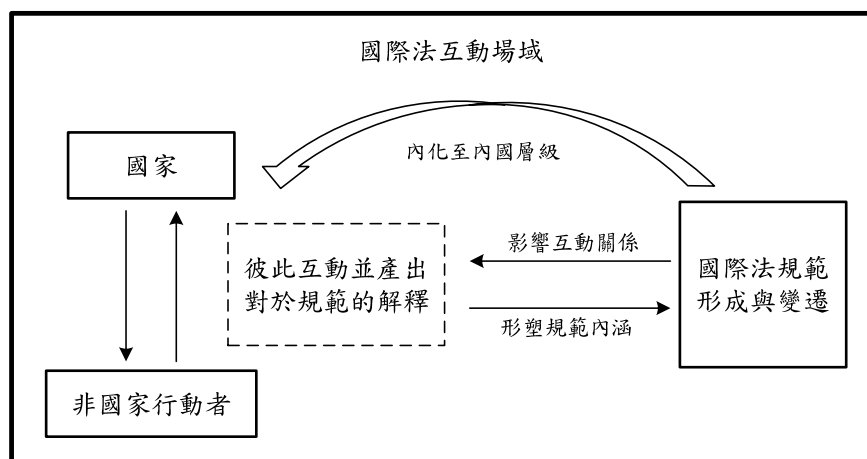 國際法互動場域
內化至內國層級
國家
影響互動關係
彼此互動並產出
對於規範的解釋
國際法規範
形成與變遷
形塑規範內涵
非國家行動者